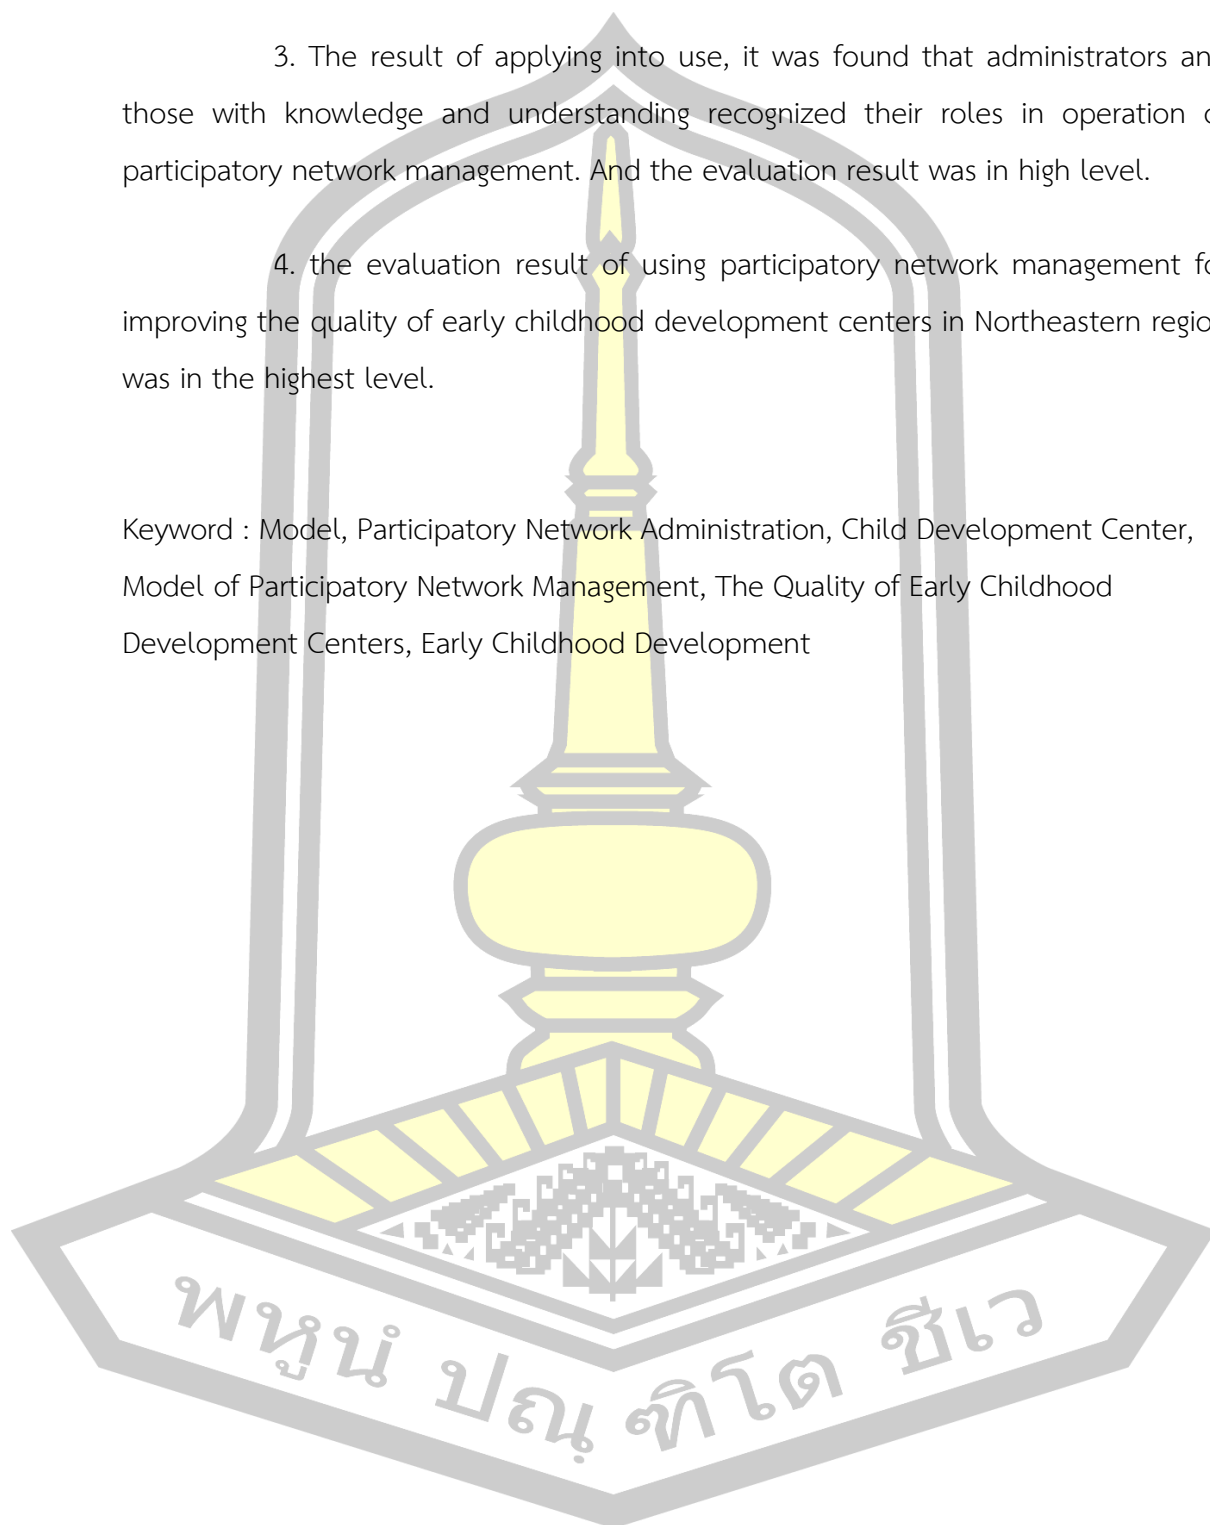 3. The result of applying into use, it was found that administrators an
those with knowledge and understanding recognized their roles in operation
participatory network management. And the evaluation result was in high level.
4. the evaluation result of using participatory network management fo
improving the quality of early childhood development centers in Northeastern regio
was in the highest level.
Keyword : Model, Participatory Network Administration, Child Development Center,
Model of Participatory Network Management, The Quality of Early Childhood
Development Centers, Early Childhood Development
พหูนํ ปณฺฑิโต ชีเว